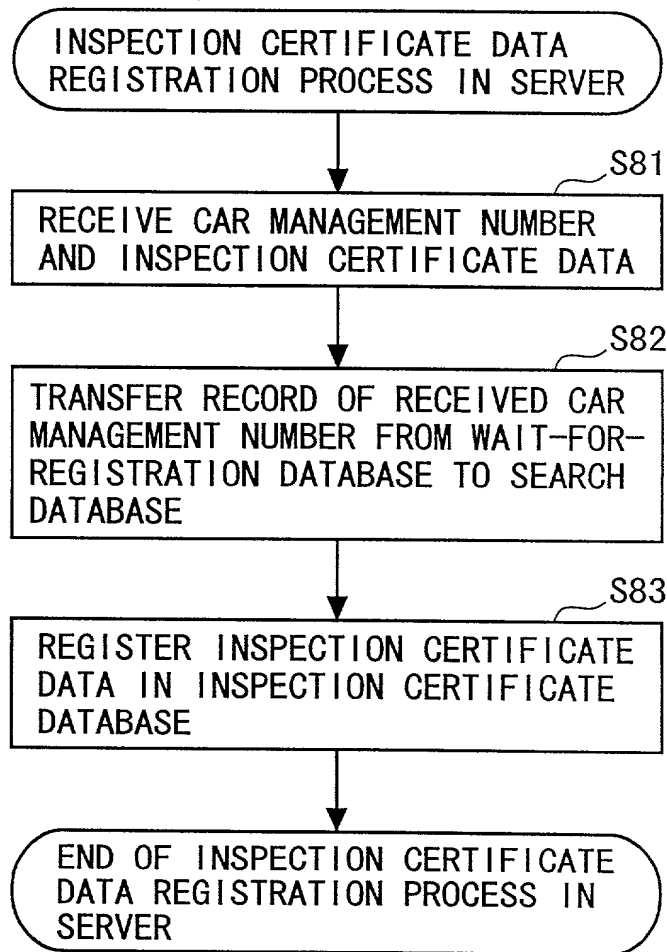 INSPECTION CERTIFICATE DATA
REGISTRATION PROCESS IN SERVER
S81
RECEIVE CAR MANAGEMENT NUMBER
AND INSPECTION CERTIFICATE DATA
S82
TRANSFER RECORD OF RECEIVED CAR
MANAGEMENT NUMBER FROM WAIT-FOR-
REGISTRATION DATABASE TO SEARCH
DATABASE
S83
REGISTER INSPECTION CERTIFICATE
DATA IN INSPECTION CERTIFICATE
DATABASE
END OF INSPECTION CERTIFICATE
DATA REGISTRATION PROCESS IN
SERVER